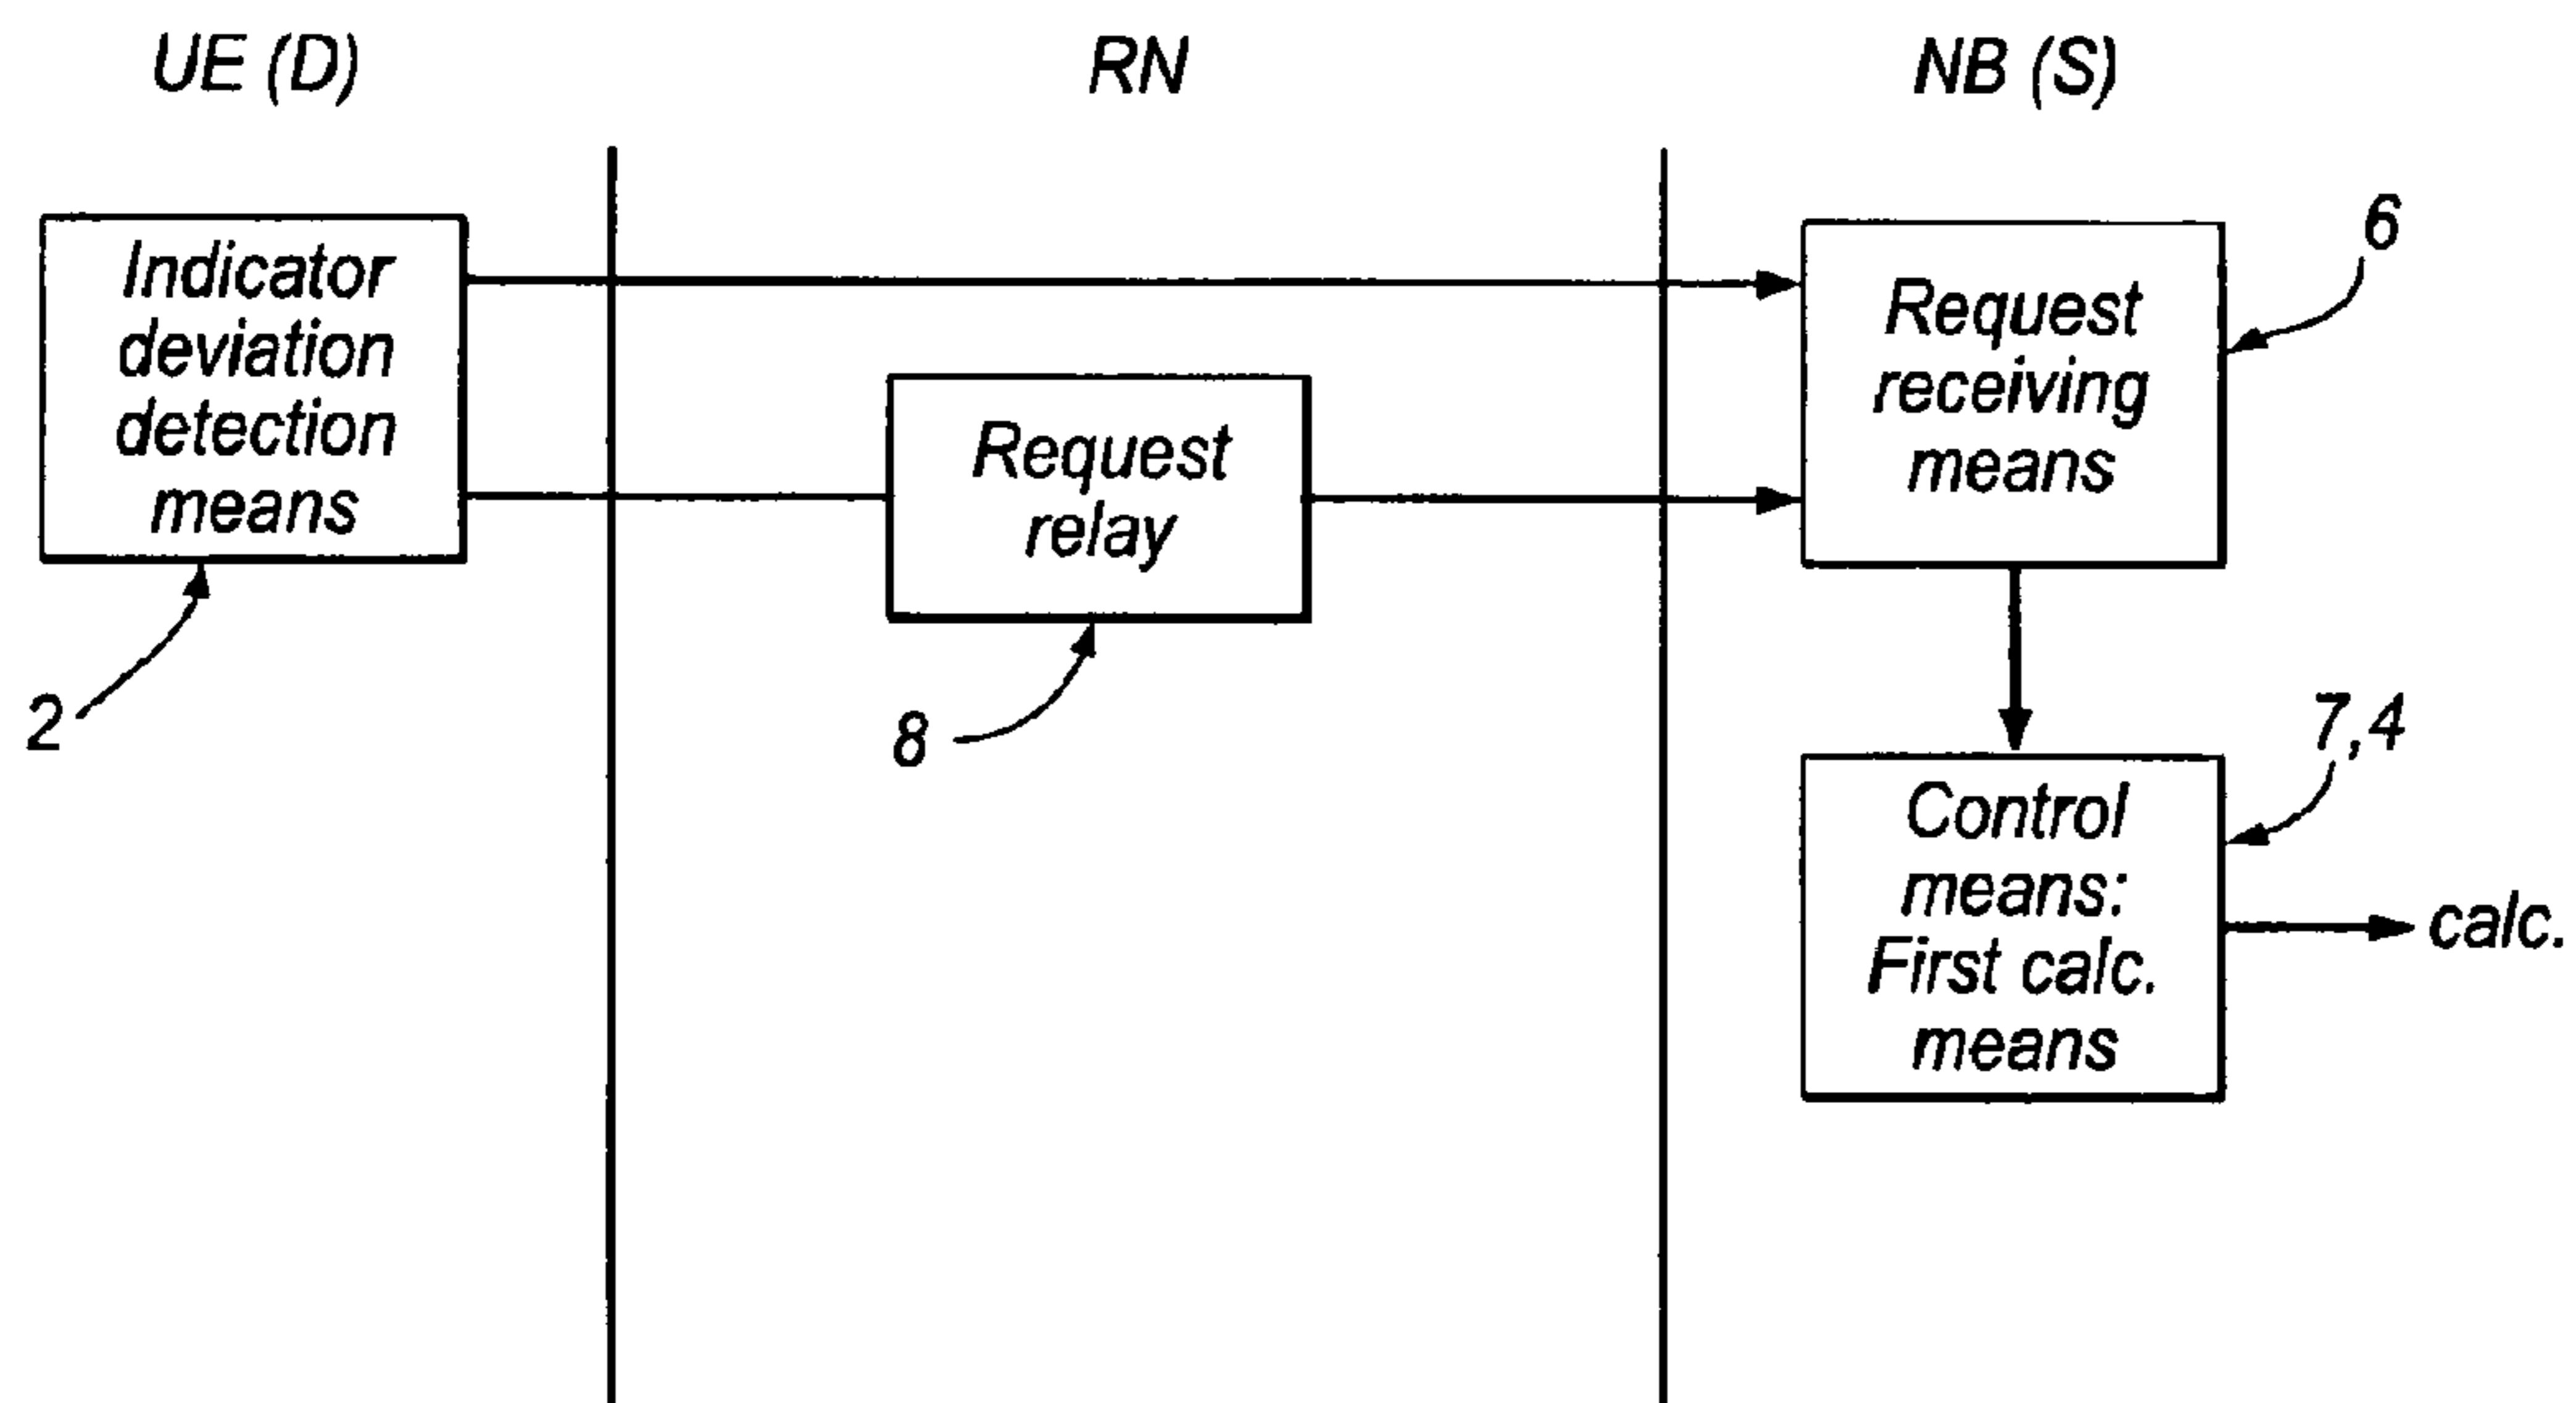 UE (D)
RN
NB (S)
Indicator
deviation
detection
means
2
Request
relay
8
Request
receiving
means
6
Control
means:
First calc.
means
7,4
calc.